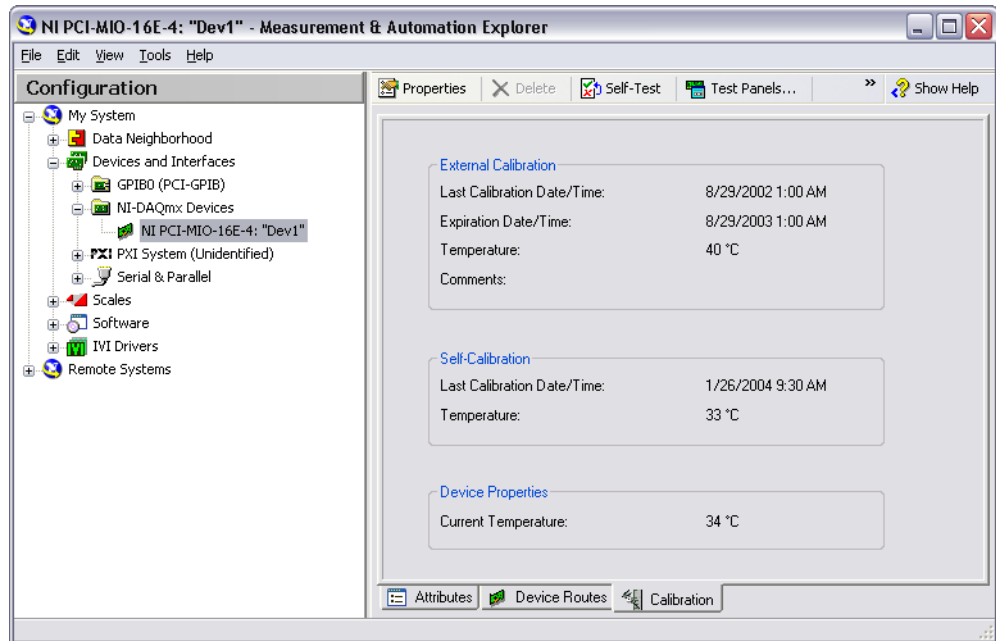 NI PCI-MIO-16E-4: "Dev1" - Measurement & Automation Explorer
File Edit View Tools Help
Configuration
My System
Data Neighborhood
Devices and Interfaces
GPIB0 (PCI-GPIB)
NI-DAQmx Devices
NI PCI-MIO-16E-4: "Dev1"
PXI PXI System (Unidentified)
Serial & Parallel
Scales
Software
IVI Drivers
Remote Systems
Properties Delete Self-Test Test Panels... » Show Help
External Calibration
Last Calibration Date/Time: 8/29/2002 1:00 AM
Expiration Date/Time: 8/29/2003 1:00 AM
Temperature: 40 °C
Comments:
Self-Calibration
Last Calibration Date/Time: 1/26/2004 9:30 AM
Temperature: 33 °C
Device Properties
Current Temperature: 34 °C
Attributes Device Routes Calibration